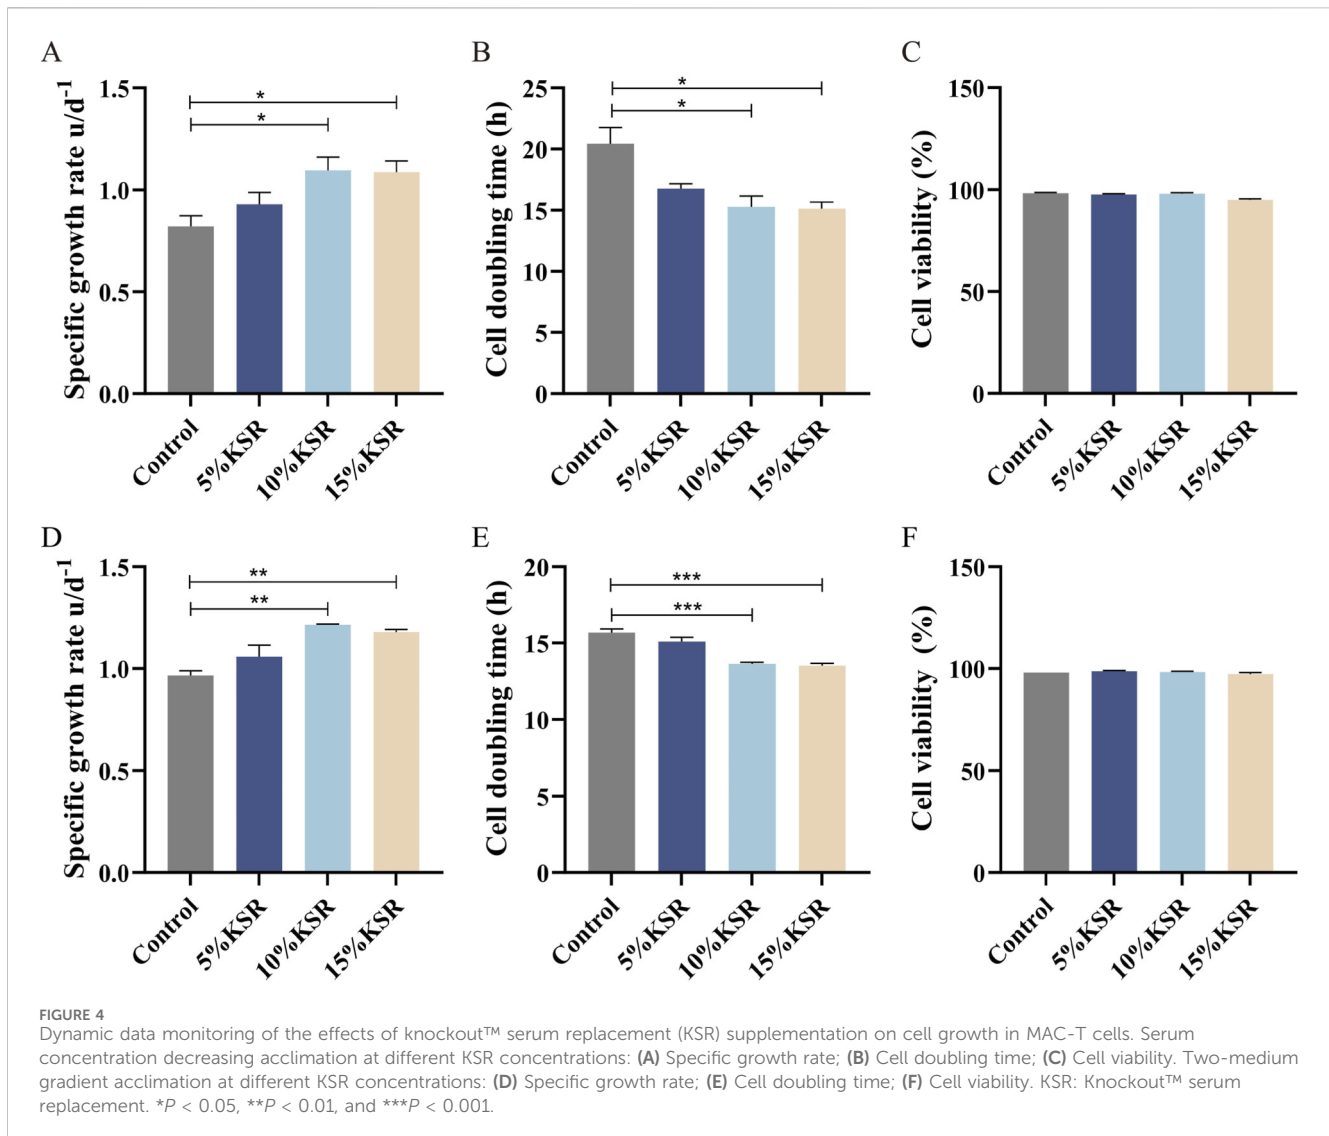 A
Specific growth rate u/d-1
1.5
1.0
0.5
0.0
*
*
Control
5%KSR
10%KSR
15%KSR
B
Cell doubling time (h)
25
20
15
10
5
0
*
*
Control
5%KSR
10%KSR
15%KSR
C
Cell viability (%)
150
100
50
0
Control
5%KSR
10%KSR
15%KSR
D
Specific growth rate u/d-1
1.5
1.0
0.5
0.0
**
**
Control
5%KSR
10%KSR
15%KSR
E
Cell doubling time (h)
20
15
10
5
0
***
***
Control
5%KSR
10%KSR
15%KSR
F
Cell viability (%)
150
100
50
0
Control
5%KSR
10%KSR
15%KSR
FIGURE 4
Dynamic data monitoring of the effects of knockout™ serum replacement (KSR) supplementation on cell growth in MAC-T cells. Serum
concentration decreasing acclimation at different KSR concentrations: (A) Specific growth rate; (B) Cell doubling time; (C) Cell viability. Two-medium
gradient acclimation at different KSR concentrations: (D) Specific growth rate; (E) Cell doubling time; (F) Cell viability. KSR: Knockout™ serum
replacement. *P < 0.05, **P < 0.01, and ***P < 0.001.